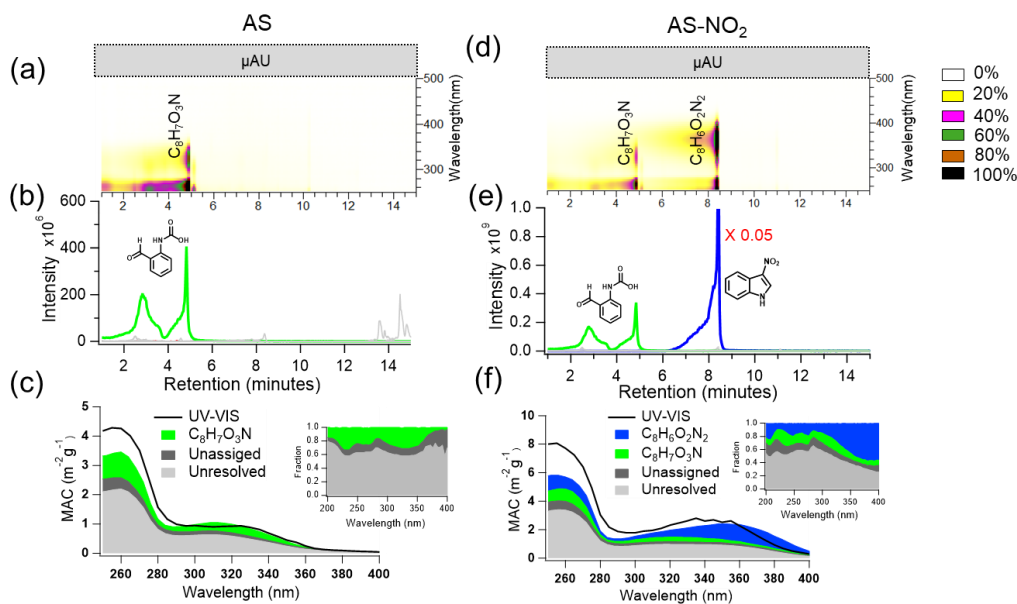 AS
(a)
µAU
C₈H₇O₃N
500
400
300
Wavelength(nm)
2 4 6 8 10 12 14
(b)
600
400
200
0
Intensity x10⁶
H
O
HN
O
OH
2 4 6 8 10 12 14
Retention (minutes)
(c)
5
4
3
2
1
0
MAC (m⁻²g⁻¹)
UV-VIS
C₈H₇O₃N
Unassiged
Unresolved
1.0
0.8
0.6
0.4
0.2
0.0
Fraction
200 250 300 350 400
Wavelength (nm)
260 280 300 320 340 360 380 400
Wavelength (nm)
AS-NO₂
(d)
µAU
C₈H₇O₃N
C₈H₆O₂N₂
500
400
300
Wavelength(nm)
2 4 6 8 10 12 14
0%
20%
40%
60%
80%
100%
(e)
1.0
0.8
0.6
0.4
0.2
0.0
Intensity x10⁹
X 0.05
H
O
HN
O
OH
NO₂
N
H
2 4 6 8 10 12 14
Retention (minutes)
(f)
10
8
6
4
2
0
MAC (m⁻²g⁻¹)
UV-VIS
C₈H₆O₂N₂
C₈H₇O₃N
Unassigned
Unresolved
1.0
0.8
0.6
0.4
0.2
0.0
Fraction
200 250 300 350 400
Wavelength (nm)
260 280 300 320 340 360 380 400
Wavelength (nm)